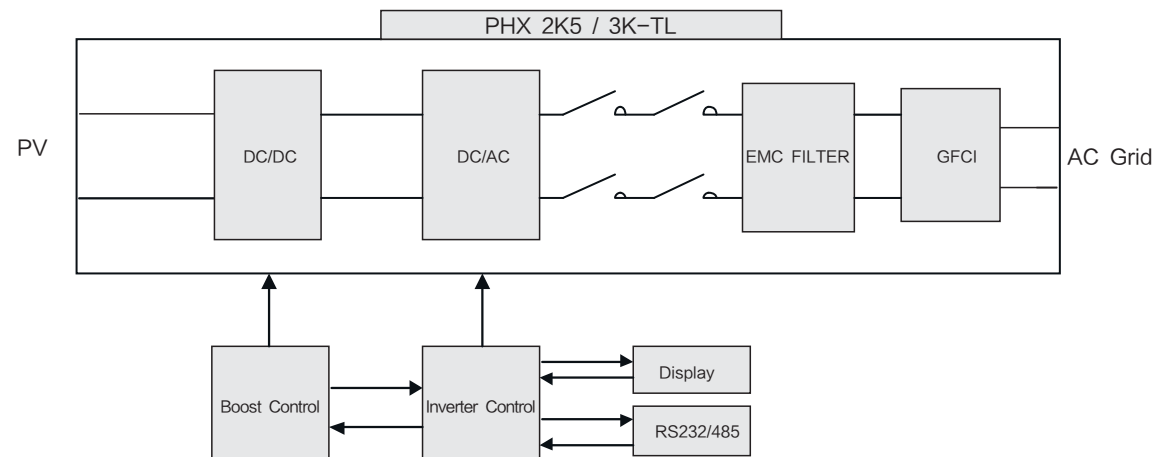 PHX 2K5 / 3K-TL
PV
DC/DC
DC/AC
EMC FILTER
GFCI
AC Grid
Boost Control
Inverter Control
Display
RS232/485